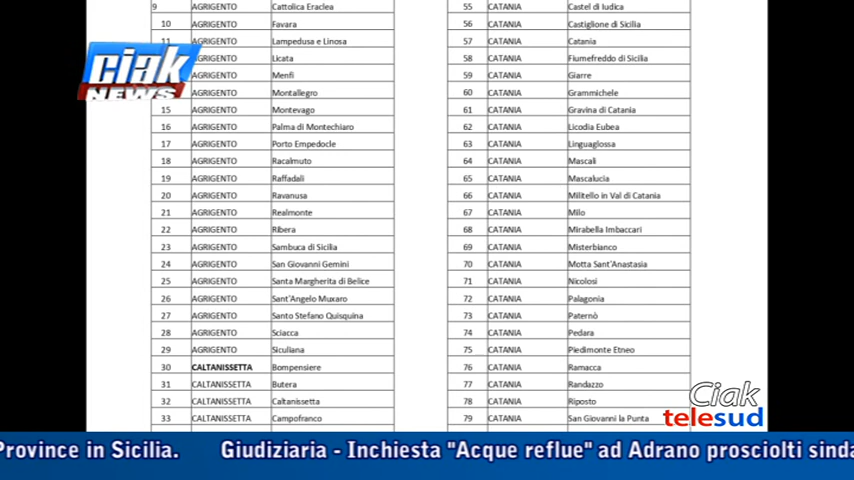 9 AGRIGENTO Cattolica Eraclea
10 AGRIGENTO Favara
11 AGRIGENTO Lampedusa e Linosa
AGRIGENTO Licata
AGRIGENTO Menfi
AGRIGENTO Montallegro
15 AGRIGENTO Montevago
16 AGRIGENTO Palma di Montechiaro
17 AGRIGENTO Porto Empedocle
18 AGRIGENTO Racalmuto
19 AGRIGENTO Raffadali
20 AGRIGENTO Ravanusa
21 AGRIGENTO Realmonte
22 AGRIGENTO Ribera
23 AGRIGENTO Sambuca di Sicilia
24 AGRIGENTO San Giovanni Gemini
25 AGRIGENTO Santa Margherita di Belice
26 AGRIGENTO Sant'Angelo Muxaro
27 AGRIGENTO Santo Stefano Quisquina
28 AGRIGENTO Sciacca
29 AGRIGENTO Siculiana
30 CALTANISSETTA Bompensiere
31 CALTANISSETTA Butera
32 CALTANISSETTA Caltanissetta
33 CALTANISSETTA Campofranco
55 CATANIA Castel di Iudica
56 CATANIA Castiglione di Sicilia
57 CATANIA Catania
58 CATANIA Fiumefreddo di Sicilia
59 CATANIA Giarre
60 CATANIA Grammichele
61 CATANIA Gravina di Catania
62 CATANIA Licodia Eubea
63 CATANIA Linguaglossa
64 CATANIA Mascali
65 CATANIA Mascalucia
66 CATANIA Militello in Val di Catania
67 CATANIA Milo
68 CATANIA Mirabella Imbaccari
69 CATANIA Misterbianco
70 CATANIA Motta Sant'Anastasia
71 CATANIA Nicolosi
72 CATANIA Palagonia
73 CATANIA Paternò
74 CATANIA Pedara
75 CATANIA Piedimonte Etneo
76 CATANIA Ramacca
77 CATANIA Randazzo
78 CATANIA Riposto
79 CATANIA San Giovanni la Punta
ciak
NEWS
Ciak
telesud
Province in Sicilia. Giudiziaria - Inchiesta "Acque reflue" ad Adrano prosciolti sinda